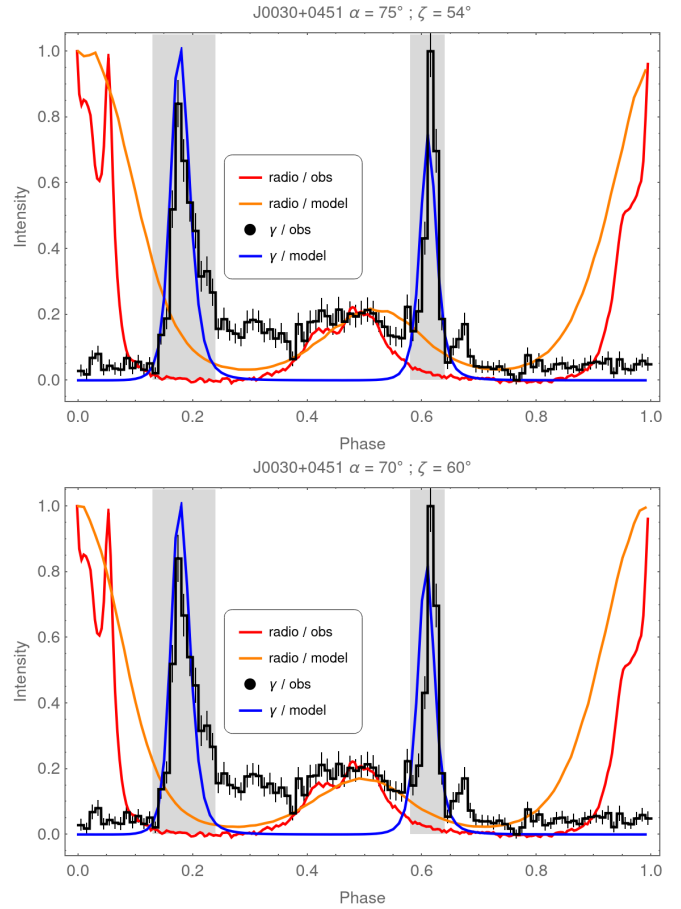 J0030+0451 α = 75° ; ζ = 54°
1.0
0.8
0.6
0.4
0.2
0.0
Intensity
radio / obs
radio / model
γ / obs
γ / model
0.0 0.2 0.4 0.6 0.8 1.0
Phase
J0030+0451 α = 70° ; ζ = 60°
1.0
0.8
0.6
0.4
0.2
0.0
Intensity
radio / obs
radio / model
γ / obs
γ / model
0.0 0.2 0.4 0.6 0.8 1.0
Phase